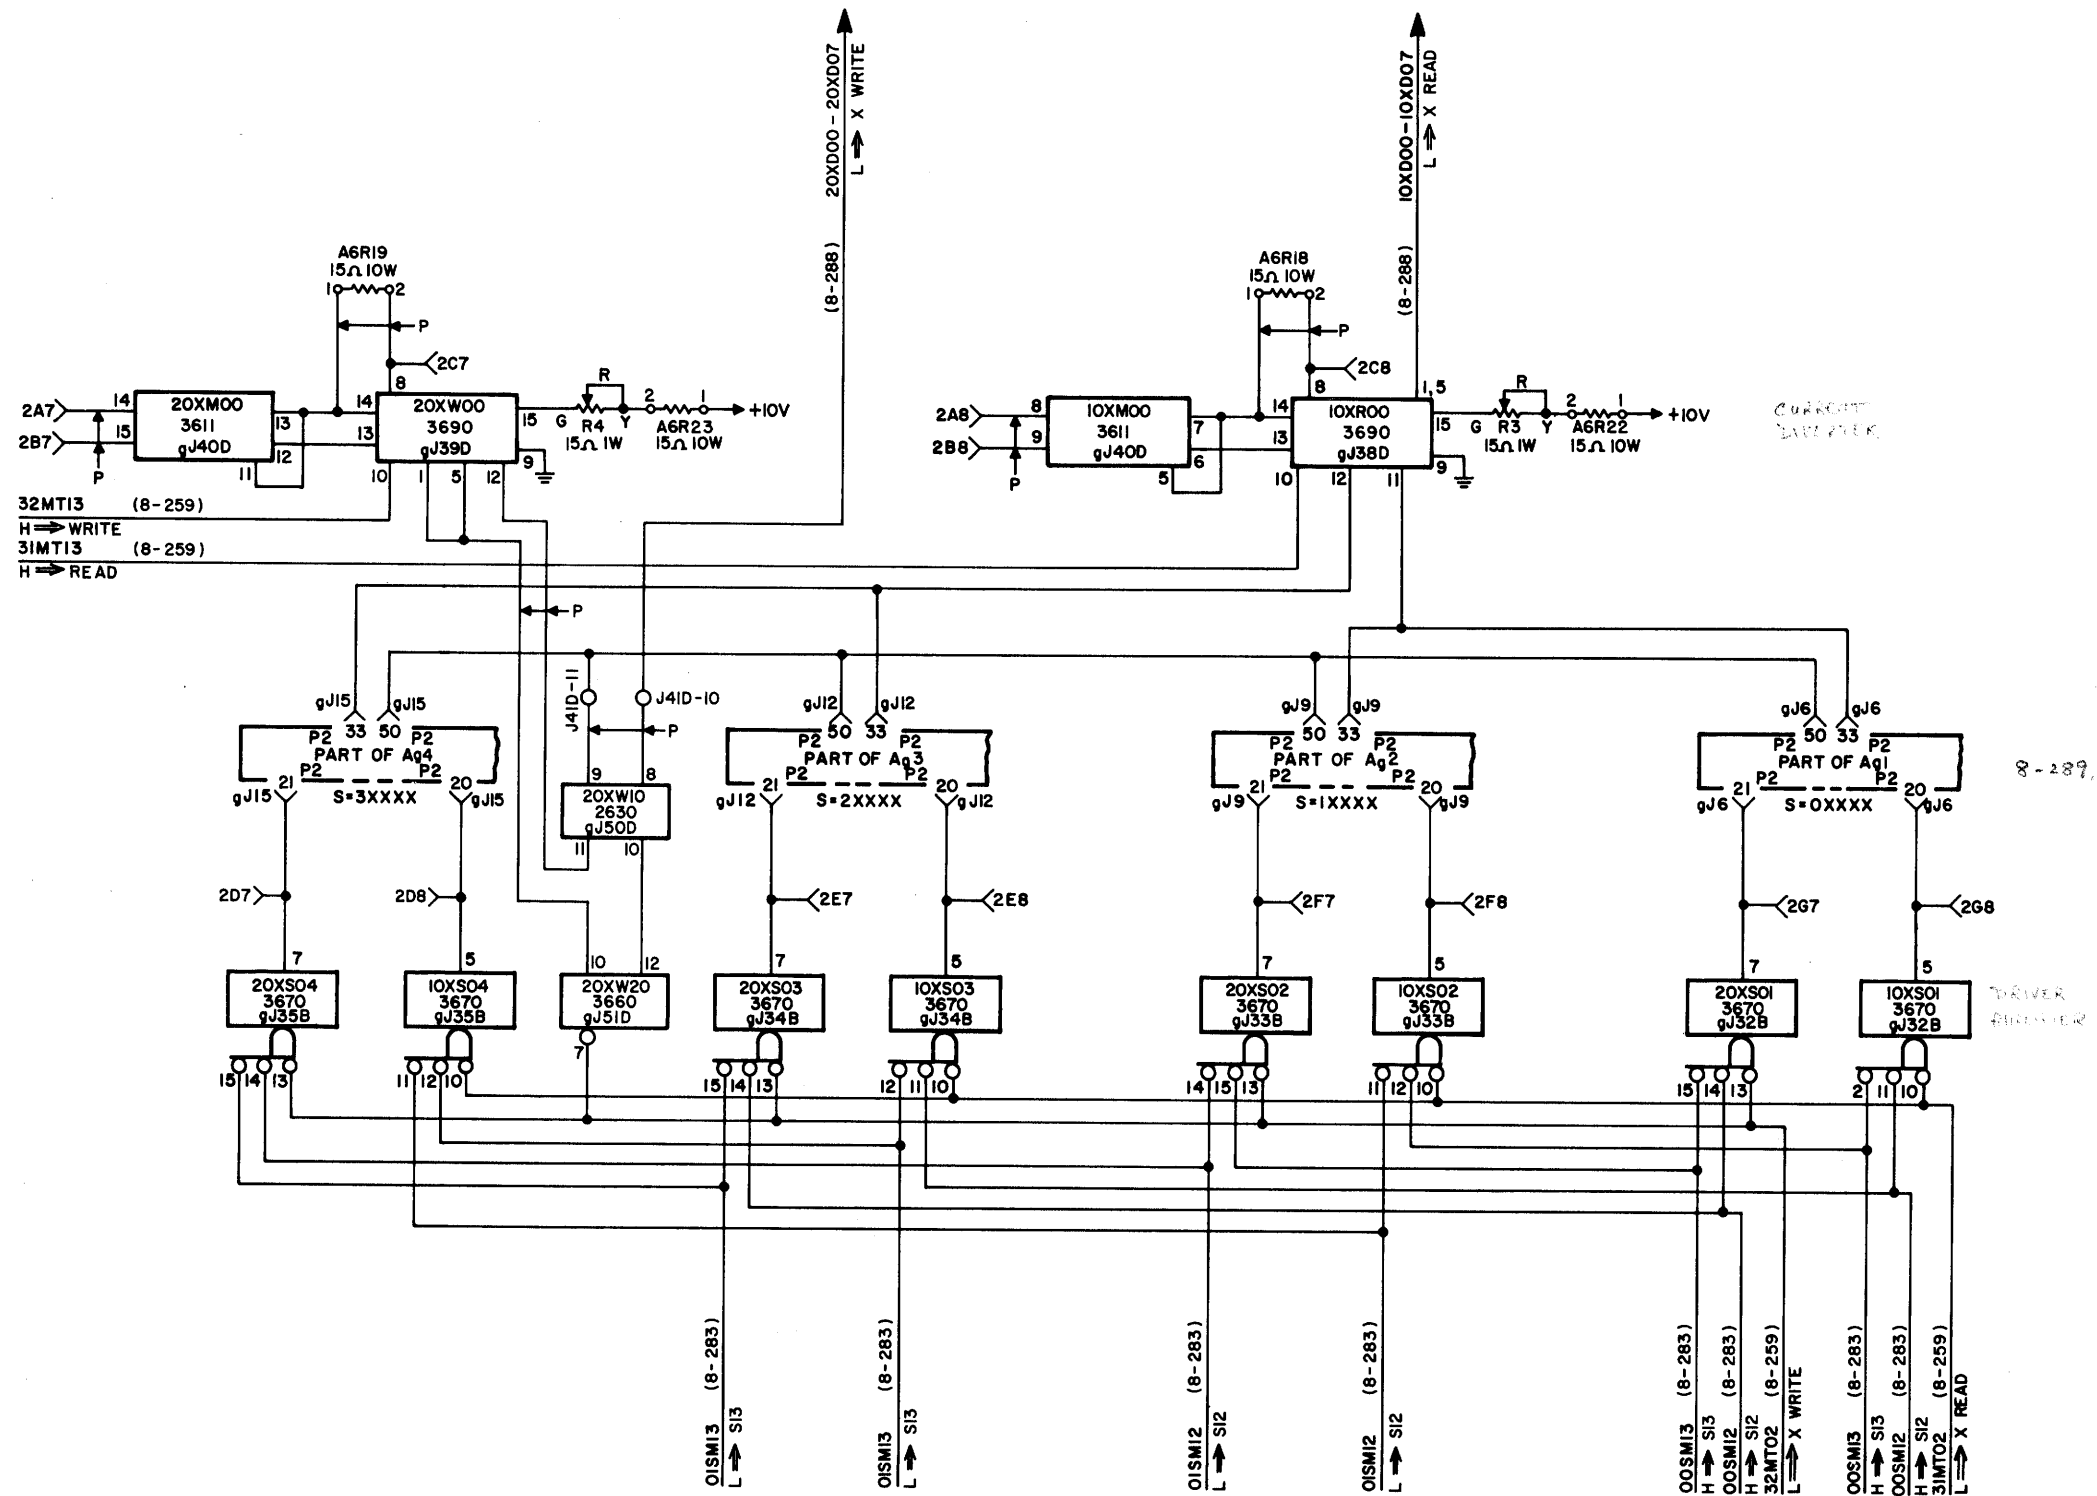 20XD00-20XD07
L ⇒ X WRITE
(8-288)
10XD00-10XD07
L ⇒ X READ
(8-288)
A6R19
15Ω 10W
1 2
P
2C7
8
2A7 14
2B7 15
P
20XM00
3611
gJ40D
13
12
11
14
13
20XW00
3690
gJ39D
10 1 5 12
15
9
R
G R4 Y
15Ω 1W
2 1
A6R23
15Ω 10W
+10V
A6R18
15Ω 10W
1 2
P
2C8
8 1,5
2A8 8
2B8 9
P
10XM00
3611
gJ40D
7
6
5
14
13
10XR00
3690
gJ38D
10 12 11
15
9
R
G R3 Y
15Ω 1W
2 1
A6R22
15Ω 10W
+10V
CURRENT
32MT13 (8-259)
H ⇒ WRITE
31MT13 (8-259)
H ⇒ READ
P
gJ15 gJ15
33 50
P2 P2
PART OF Ag4
P2 P2
21 20
gJ15 S=3XXXX gJ15
J41D-11
J41D-10
P
9 8
20XW10
2630
gJ50D
11 10
gJ12 gJ12
50 33
P2 P2
PART OF Ag3
P2 P2
21 20
gJ12 S=2XXXX gJ12
gJ9 gJ9
50 33
P2 P2
PART OF Ag2
P2 P2
21 20
gJ9 S=1XXXX gJ9
gJ6 gJ6
50 33
P2 P2
PART OF Ag1
P2 P2
21 20
gJ6 S=0XXXX gJ6
8-289,
2D7 2D8 2E7 2E8 2F7 2F8 2G7 2G8
7 5 10 12 7 5 7 5 7 5
20XS04
3670
gJ35B
10XS04
3670
gJ35B
20XW20
3660
gJ51D
7
20XS03
3670
gJ34B
10XS03
3670
gJ34B
20XS02
3670
gJ33B
10XS02
3670
gJ33B
20XS01
3670
gJ32B
10XS01
3670
gJ32B
DRIVER
15 14 13
11 12 10
15 14 13
12 11 10
14 15 13
11 12 10
15 14 13
2 11 10
01SM13 (8-283)
L ⇒ S13
01SM13 (8-283)
L ⇒ S13
01SM12 (8-283)
L ⇒ S12
01SM12 (8-283)
L ⇒ S12
00SM13 (8-283)
H ⇒ S13
00SM12 (8-283)
H ⇒ S12
32MT02 (8-259)
L ⇒ X WRITE
00SM13 (8-283)
H ⇒ S13
00SM12 (8-283)
H ⇒ S12
31MT02 (8-259)
L ⇒ X READ